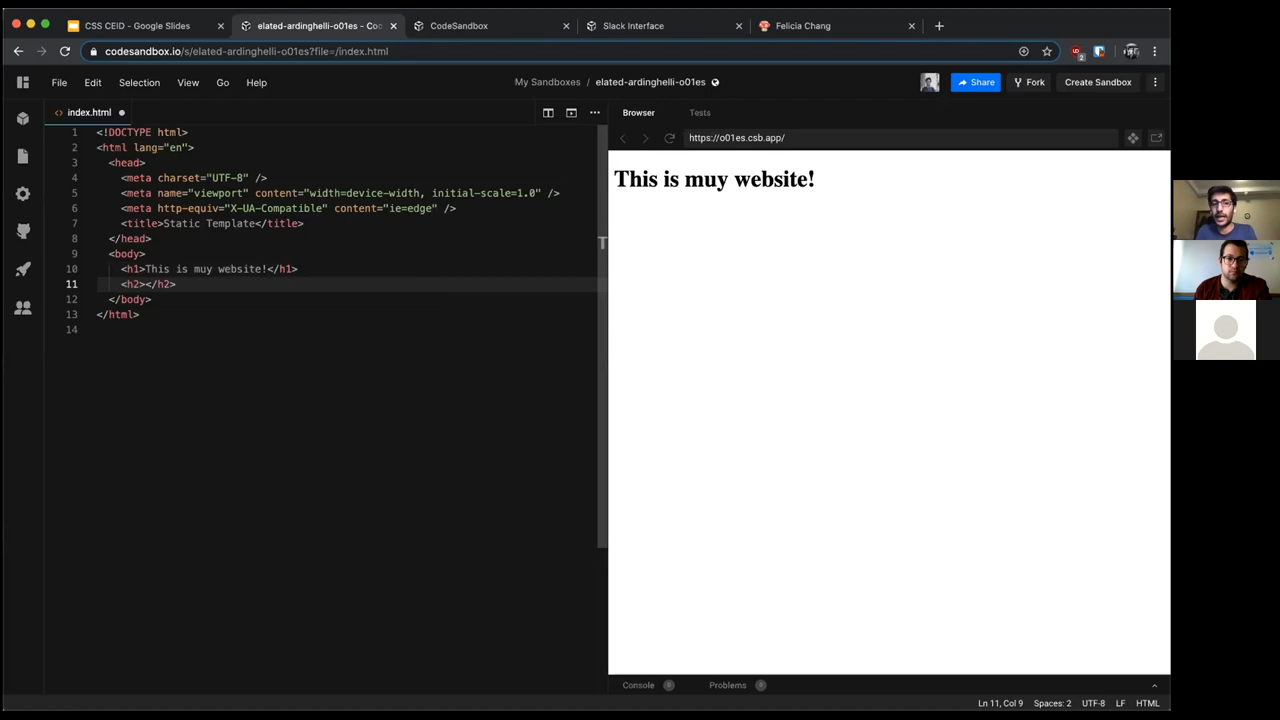 CSS CEID - Google Slides
elated-ardinghelli-o01es - Co
CodeSandbox
Slack Interface
Felicia Chang
codesandbox.io/s/elated-ardinghelli-o01es?file=/index.html
2
File Edit Selection View Go Help
My Sandboxes / elated-ardinghelli-o01es
Share
Fork
Create Sandbox
index.html
1 <!DOCTYPE html>
2 <html lang="en">
3 <head>
4 <meta charset="UTF-8" />
5 <meta name="viewport" content="width=device-width, initial-scale=1.0" />
6 <meta http-equiv="X-UA-Compatible" content="ie=edge" />
7 <title>Static Template</title>
8 </head>
9 <body>
10 <h1>This is muy website!</h1>
11 <h2></h2>
12 </body>
13 </html>
14
Browser Tests
https://o01es.csb.app/
This is muy website!
Console 0 Problems 0
Ln 11, Col 9 Spaces: 2 UTF-8 LF HTML